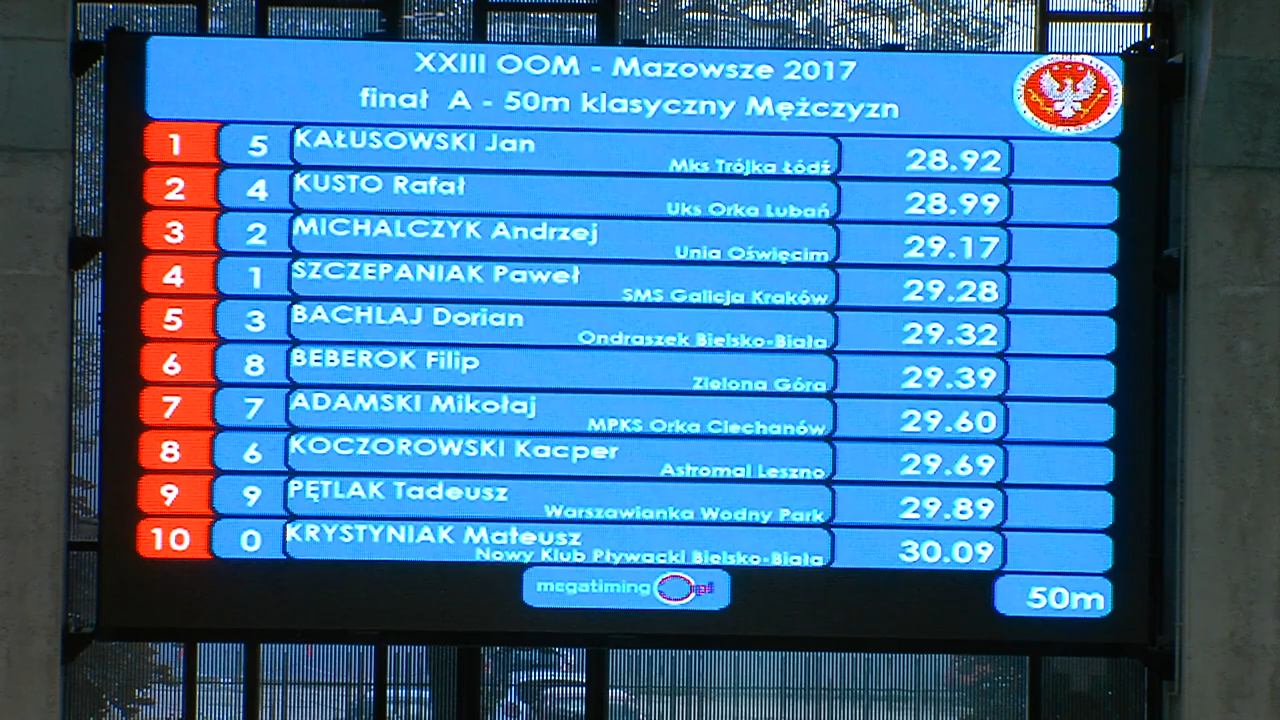 XXIII OOM - Mazowsze 2017
finał A - 50m klasyczny Mężczyzn
1 5 KAŁUSOWSKI Jan Mks Trójka Łódź 28.92
2 4 KUSTO Rafał Uks Orka Lubań 28.99
3 2 MICHALCZYK Andrzej Unia Oświęcim 29.17
4 1 SZCZEPANIAK Paweł SMS Galicja Kraków 29.28
5 3 BACHLAJ Dorian Ondraszek Bielsko-Biała 29.32
6 8 BEBEROK Filip Zielona Góra 29.39
7 7 ADAMSKI Mikołaj MPKS Orka Ciechanów 29.60
8 6 KOCZOROWSKI Kacper Astromal Leszno 29.69
9 9 PĘTLAK Tadeusz Warszawianka Wodny Park 29.89
10 0 KRYSTYNIAK Mateusz Nowy Klub Pływacki Bielsko-Biała 30.09
megatiming
50m